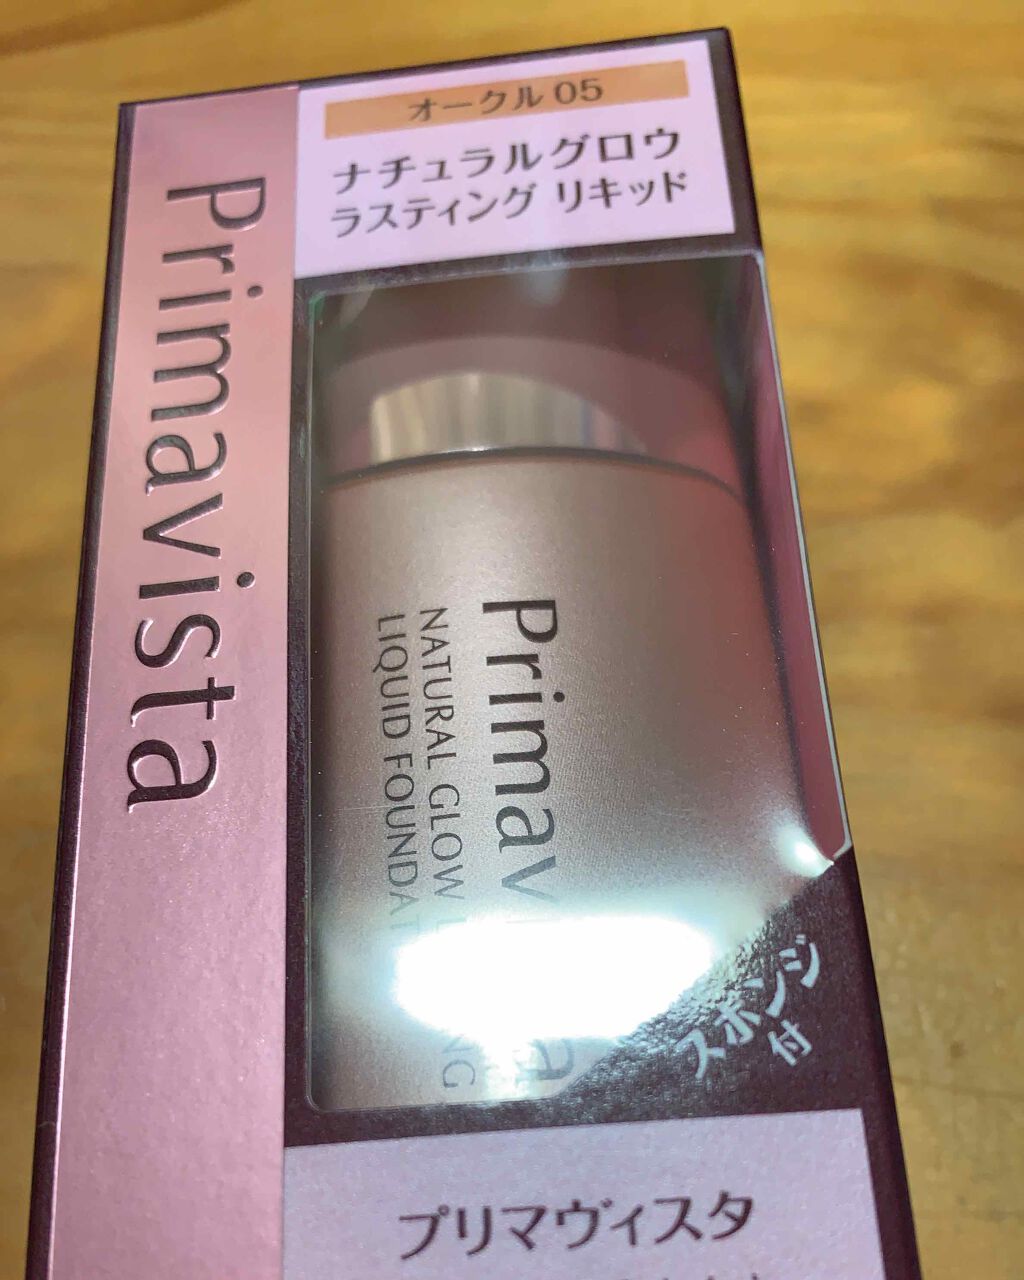 オークル 05
ナチュラルグロウ
ラスティング リキッド
Primavista
Primavista
NATURAL GLOW
LIQUID FOUNDAT
スポンジ
付
プリマヴィスタ